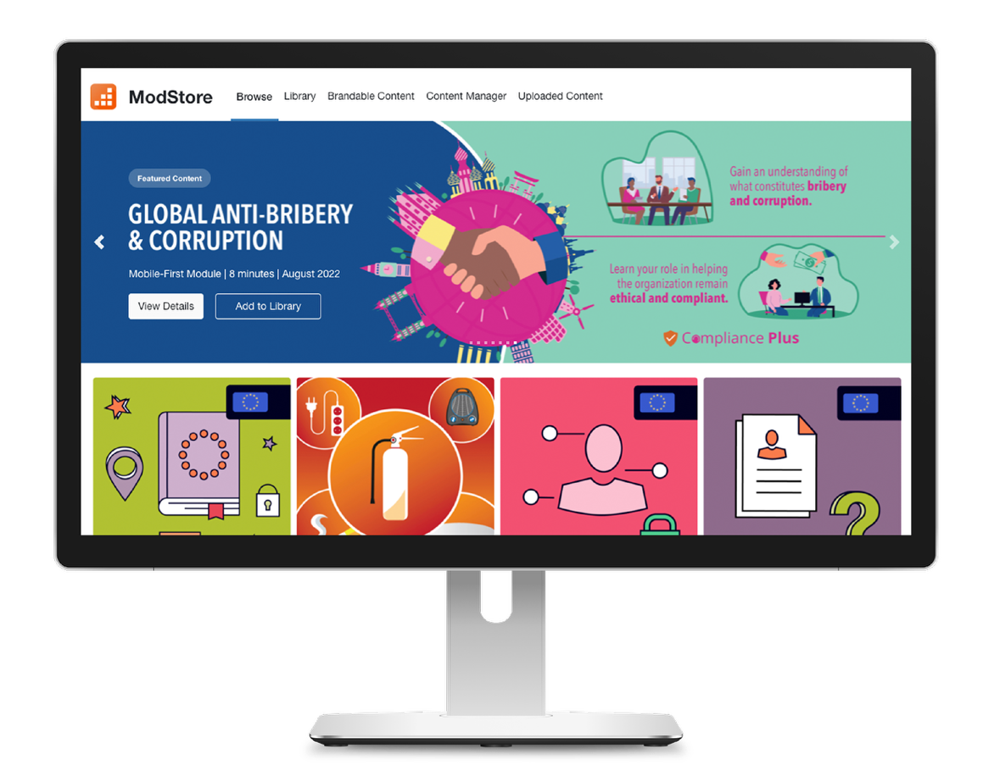 ModStore
Browse Library Brandable Content Content Manager Uploaded Content
Featured Content
GLOBAL ANTI-BRIBERY
& CORRUPTION
Mobile-First Module | 8 minutes | August 2022
View Details Add to Library
Gain an understanding of
what constitutes bribery
and corruption.
Learn your role in helping
the organization remain
ethical and compliant.
Compliance Plus